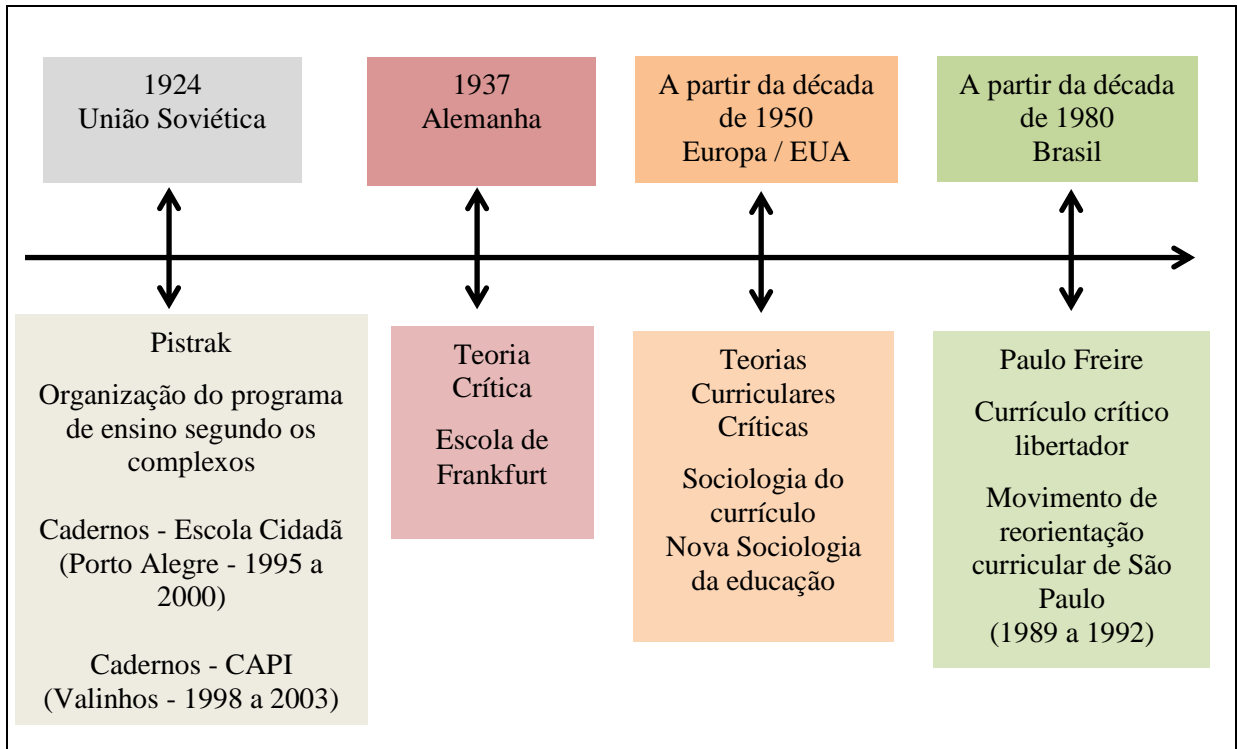 1924
União Soviética
1937
Alemanha
A partir da década
de 1950
Europa / EUA
A partir da década
de 1980
Brasil
Pistrak
Organização do programa
de ensino segundo os
complexos
Cadernos - Escola Cidadã
(Porto Alegre - 1995 a
2000)
Cadernos - CAPI
(Valinhos - 1998 a 2003)
Teoria
Crítica
Escola de
Frankfurt
Teorias
Curriculares
Críticas
Sociologia do
currículo
Nova Sociologia
da educação
Paulo Freire
Currículo crítico
libertador
Movimento de
reorientação
curricular de São
Paulo
(1989 a 1992)